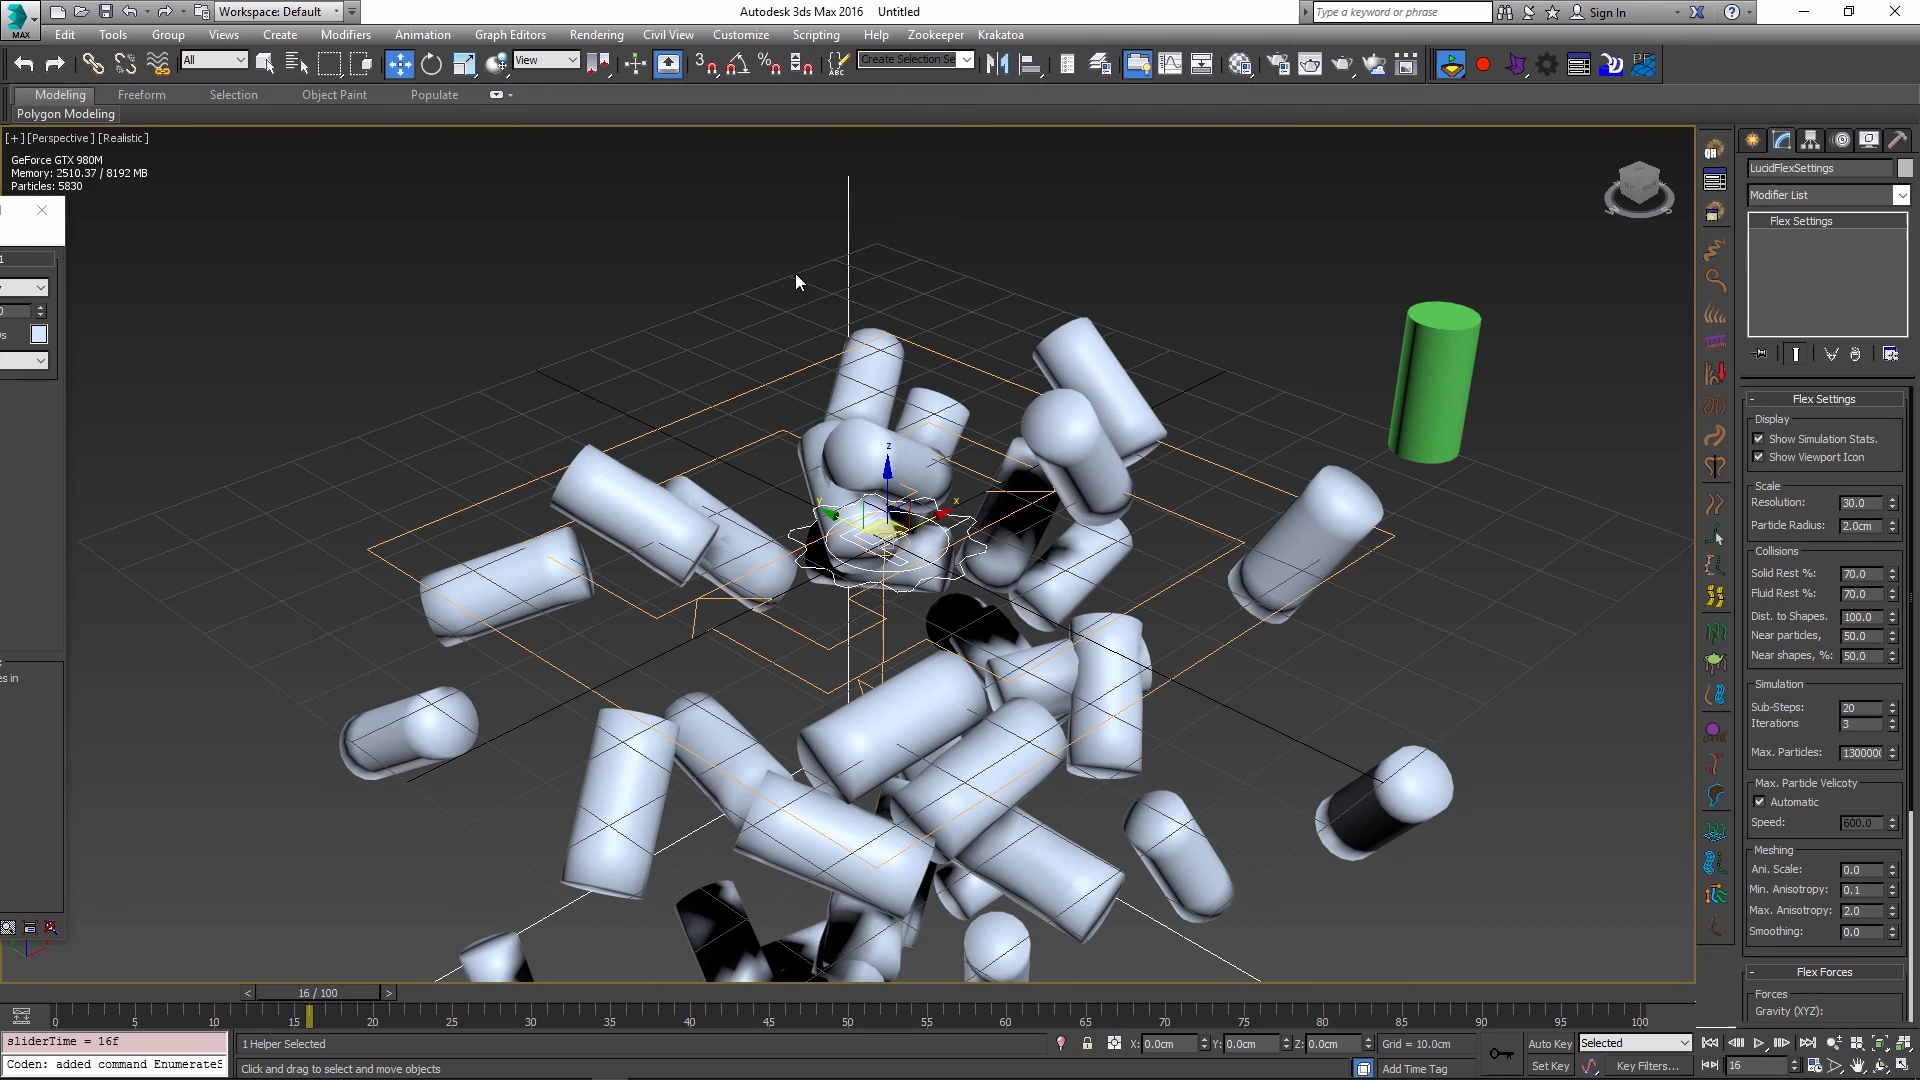 MAX
Workspace: Default
Autodesk 3ds Max 2016 Untitled
Type a keyword or phrase
Sign In
Edit Tools Group Views Create Modifiers Animation Graph Editors Rendering Civil View Customize Scripting Help Zookeeper Krakatoa
All
View
3
ABC
Create Selection Se
PF
Modeling Freeform Selection Object Paint Populate
Polygon Modeling
[+] [Perspective] [Realistic]
GeForce GTX 980M
Memory: 2510.37 / 8192 MB
Particles: 5830
QH
z
y
x
LucidFlexSettings
Modifier List
Flex Settings
- Flex Settings
Display
Show Simulation Stats.
Show Viewport Icon
Scale
Resolution: 30.0
Particle Radius: 2.0cm
Collisions
Solid Rest %: 70.0
Fluid Rest %: 70.0
Dist. to Shapes. 100.0
Near particles, 50.0
Near shapes, %: 50.0
Simulation
Sub-Steps: 20
Iterations 3
Max. Particles: 130000(
Max. Particle Velicoty
Automatic
Speed: 600.0
Meshing
Ani. Scale: 0.0
Min. Anisotropy: 0.1
Max. Anisotropy: 2.0
Smoothing: 0.0
- Flex Forces
Forces
Gravity (XYZ):
es in
< 16 / 100 >
0 5 10 15 20 25 30 35 40 45 50 55 60 65 70 75 80 85 90 95 100
sliderTime = 16f
Coden: added command EnumerateS
1 Helper Selected
Click and drag to select and move objects
X: 0.0cm Y: 0.0cm Z: 0.0cm
Grid = 10.0cm
Add Time Tag
Auto Key Selected
Set Key Key Filters...
16